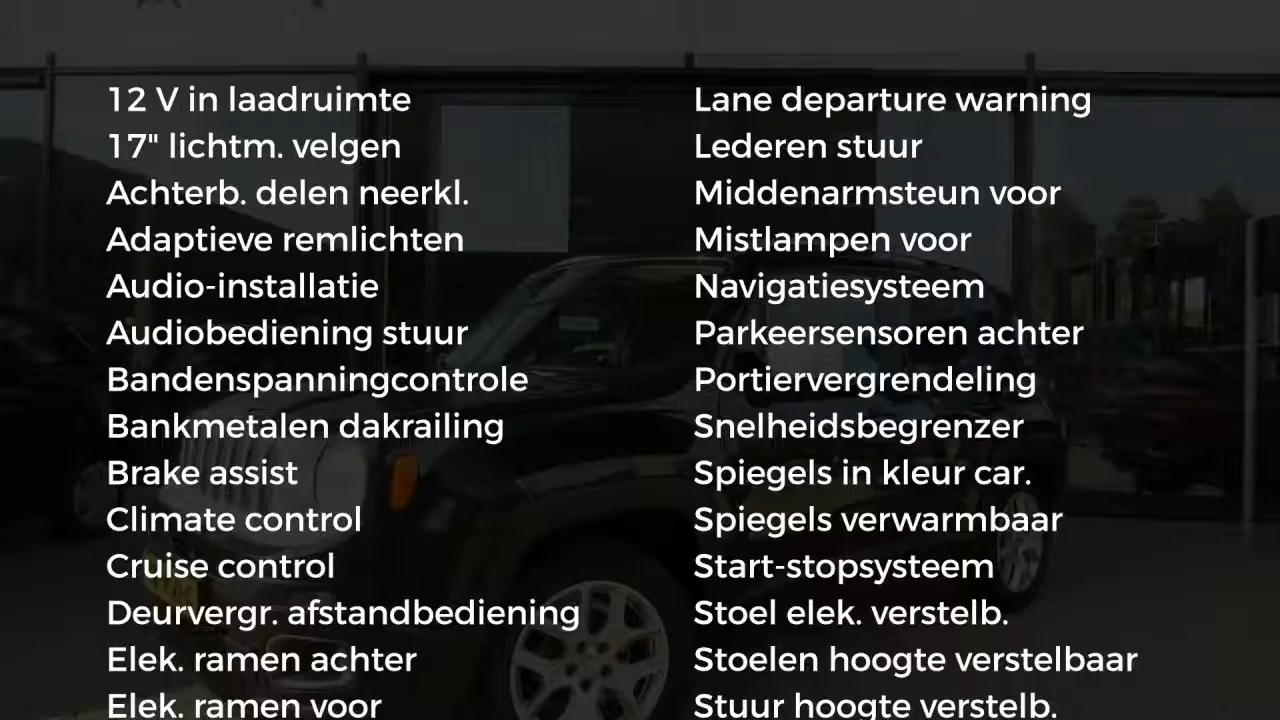 12 V in laadruimte
17" lichtm. velgen
Achterb. delen neerkl.
Adaptieve remlichten
Audio-installatie
Audiobediening stuur
Bandenspanningcontrole
Bankmetalen dakrailing
Brake assist
Climate control
Cruise control
Deurvergr. afstandbediening
Elek. ramen achter
Elek. ramen voor
Lane departure warning
Lederen stuur
Middenarmsteun voor
Mistlampen voor
Navigatiesysteem
Parkeersensoren achter
Portiervergrendeling
Snelheidsbegrenzer
Spiegels in kleur car.
Spiegels verwarmbaar
Start-stopsysteem
Stoel elek. verstelb.
Stoelen hoogte verstelbaar
Stuur hoogte verstelb.